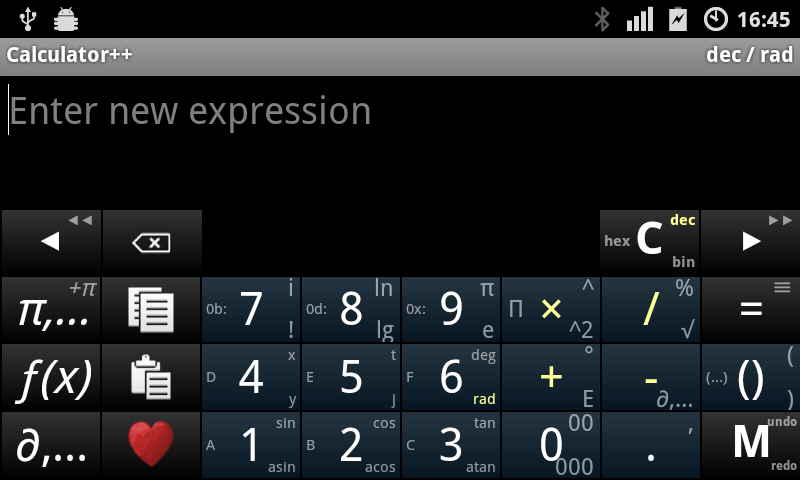 16:45
Calculator++ dec / rad
Enter new expression
◀ ◀◀ hex C dec bin ▶ ▶▶
π,... +π 0b: 7 i ! 0d: 8 ln lg 0x: 9 π e ∏ × ^ ^2 / % √ =
f(x) D 4 x y E 5 t j F 6 deg rad + ° E - ∂,... (...) () ( )
∂,... A 1 sin asin B 2 cos acos C 3 tan atan 0 00 000 . , M undo redo